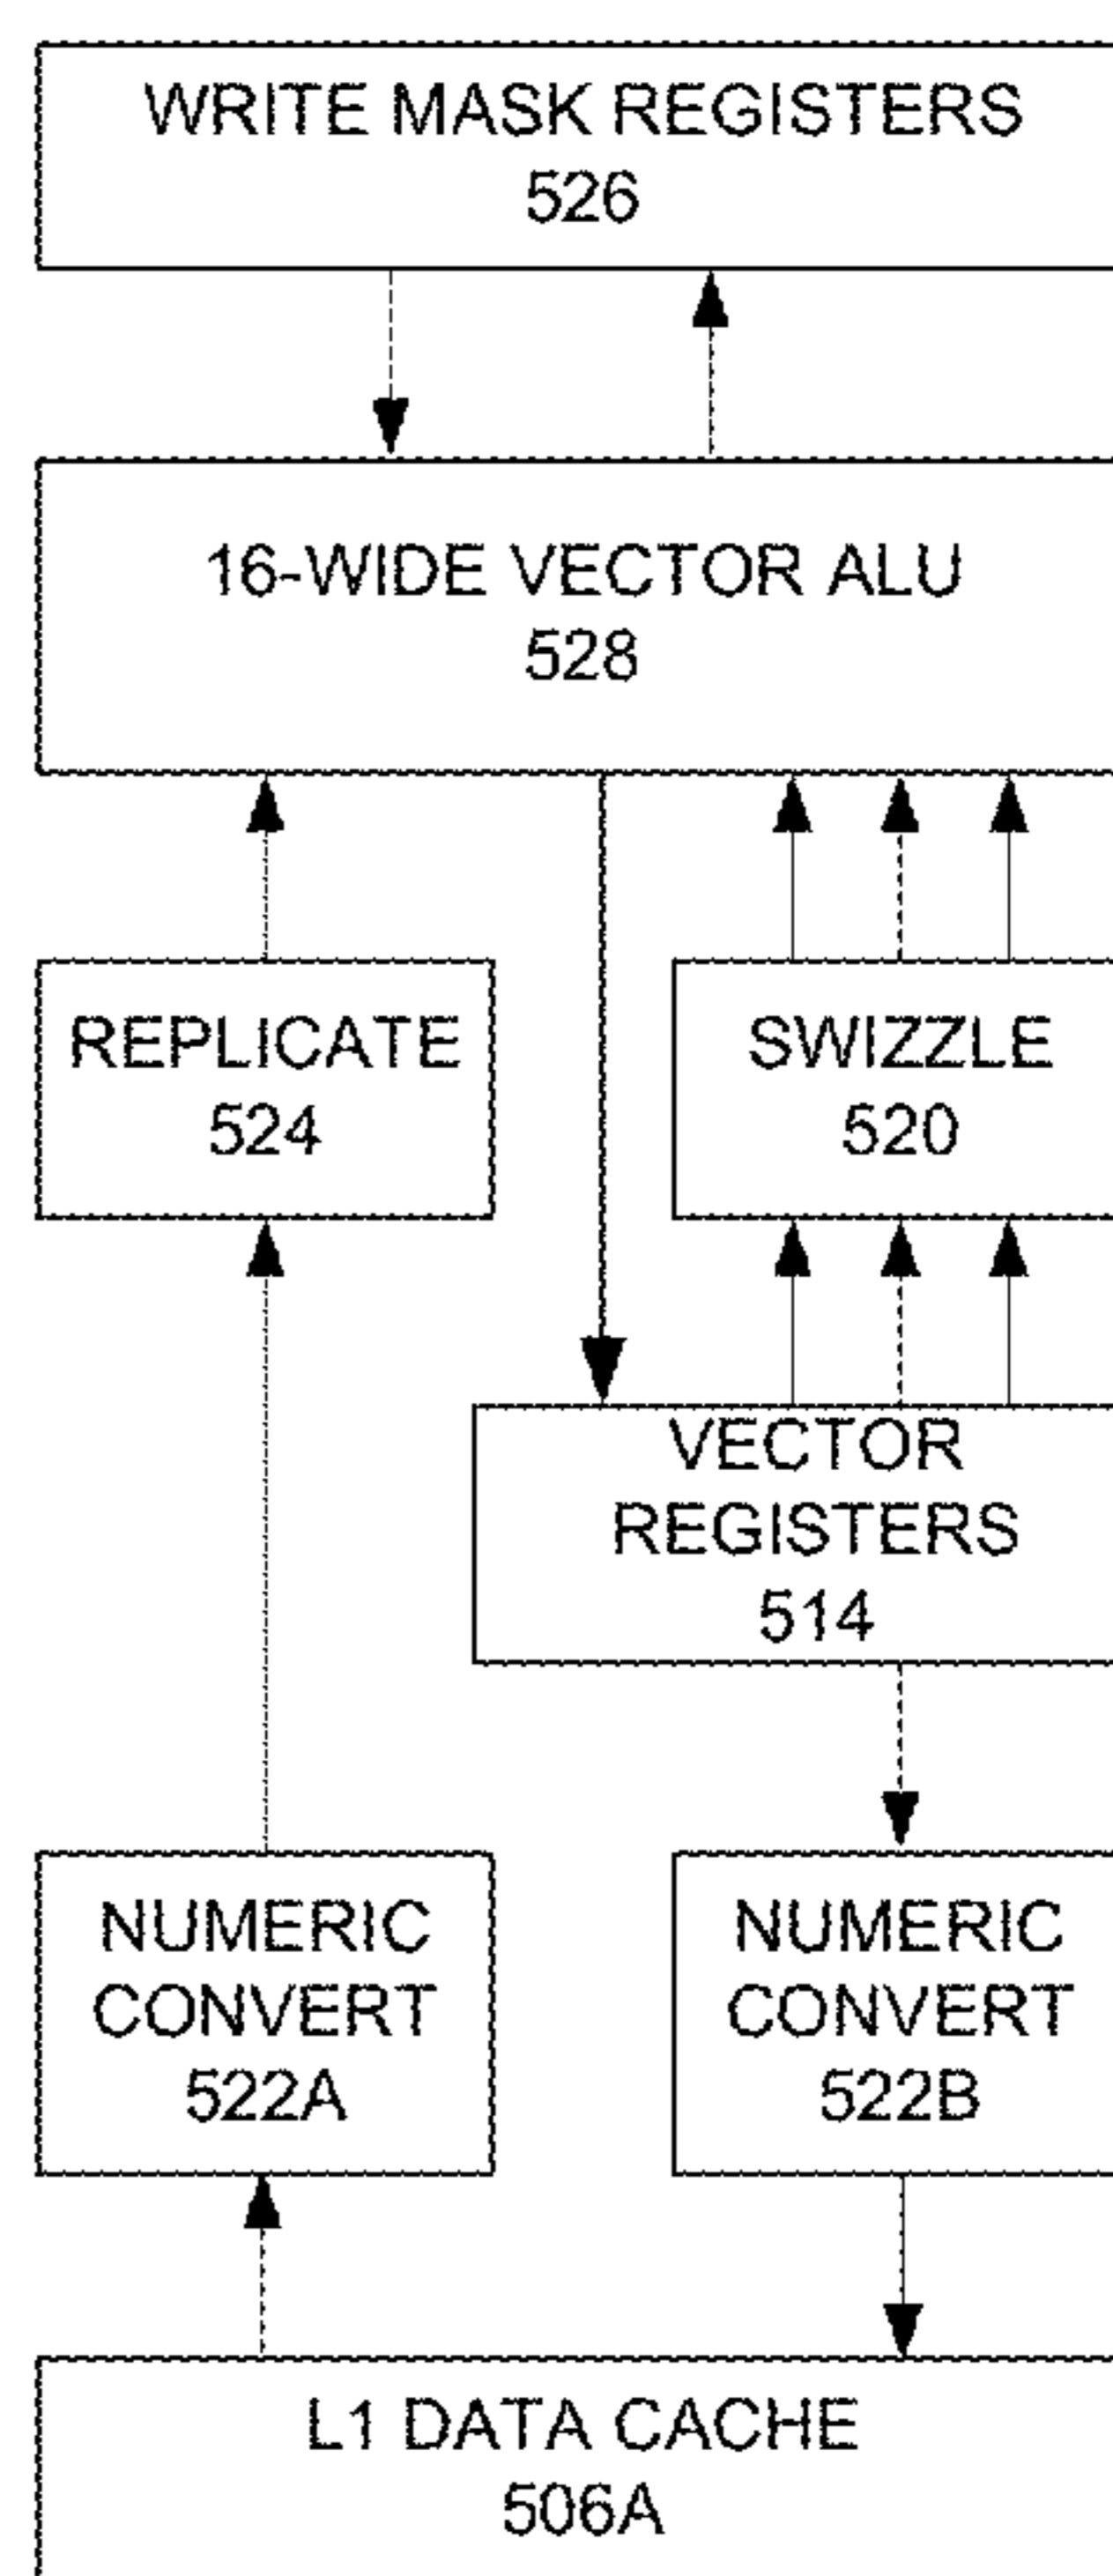 WRITE MASK REGISTERS
526
16-WIDE VECTOR ALU
528
REPLICATE
524
SWIZZLE
520
VECTOR
REGISTERS
514
NUMERIC
CONVERT
522A
NUMERIC
CONVERT
522B
L1 DATA CACHE
506A